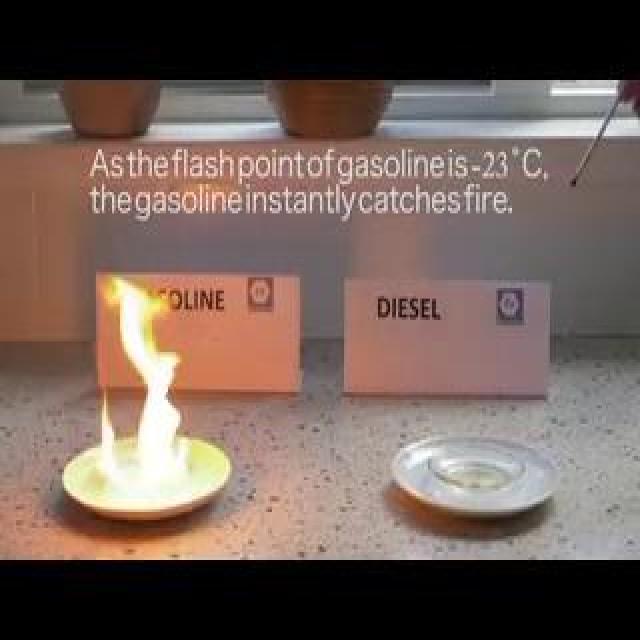 As the flash point of gasoline is -23°C,
the gasoline instantly catches fire.
OLINE
DIESEL